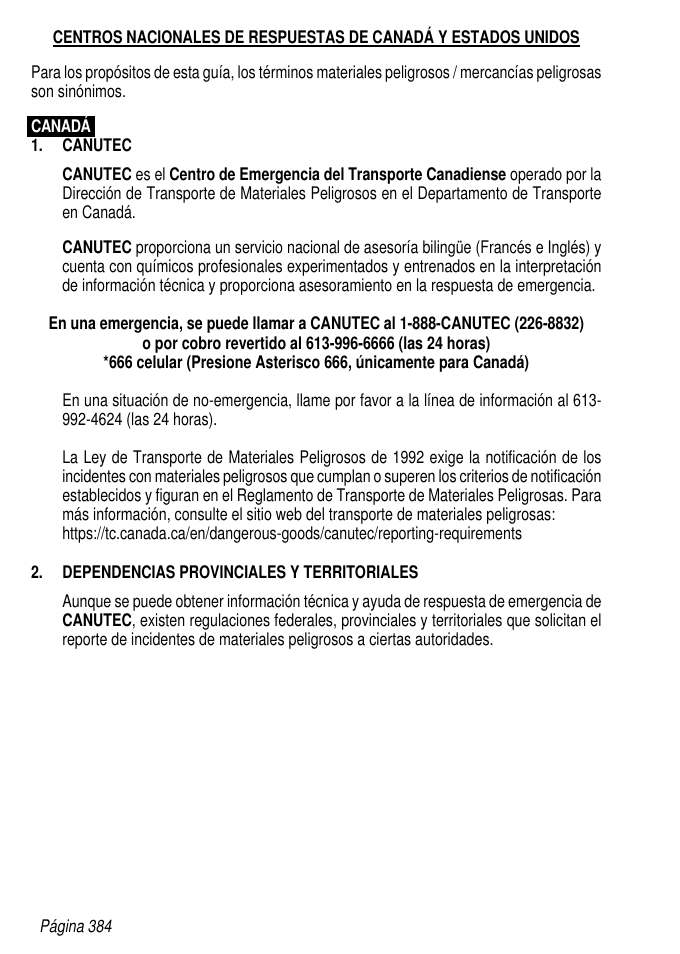 CENTROS NACIONALES DE RESPUESTAS DE CANADÁ Y ESTADOS UNIDOS
Para los propósitos de esta guía, los términos materiales peligrosos / mercancías peligrosas
son sinónimos.
CANADÁ
1. CANUTEC
CANUTEC es el Centro de Emergencia del Transporte Canadiense operado por la
Dirección de Transporte de Materiales Peligrosos en el Departamento de Transporte
en Canadá.
CANUTEC proporciona un servicio nacional de asesoría bilingüe (Francés e Inglés) y
cuenta con químicos profesionales experimentados y entrenados en la interpretación
de información técnica y proporciona asesoramiento en la respuesta de emergencia.
En una emergencia, se puede llamar a CANUTEC al 1-888-CANUTEC (226-8832)
o por cobro revertido al 613-996-6666 (las 24 horas)
*666 celular (Presione Asterisco 666, únicamente para Canadá)
En una situación de no-emergencia, llame por favor a la línea de información al 613-
992-4624 (las 24 horas).
La Ley de Transporte de Materiales Peligrosos de 1992 exige la notificación de los
incidentes con materiales peligrosos que cumplan o superen los criterios de notificación
establecidos y figuran en el Reglamento de Transporte de Materiales Peligrosas. Para
más información, consulte el sitio web del transporte de materiales peligrosas:
https://tc.canada.ca/en/dangerous-goods/canutec/reporting-requirements
2. DEPENDENCIAS PROVINCIALES Y TERRITORIALES
Aunque se puede obtener información técnica y ayuda de respuesta de emergencia de
CANUTEC, existen regulaciones federales, provinciales y territoriales que solicitan el
reporte de incidentes de materiales peligrosos a ciertas autoridades.
Página 384